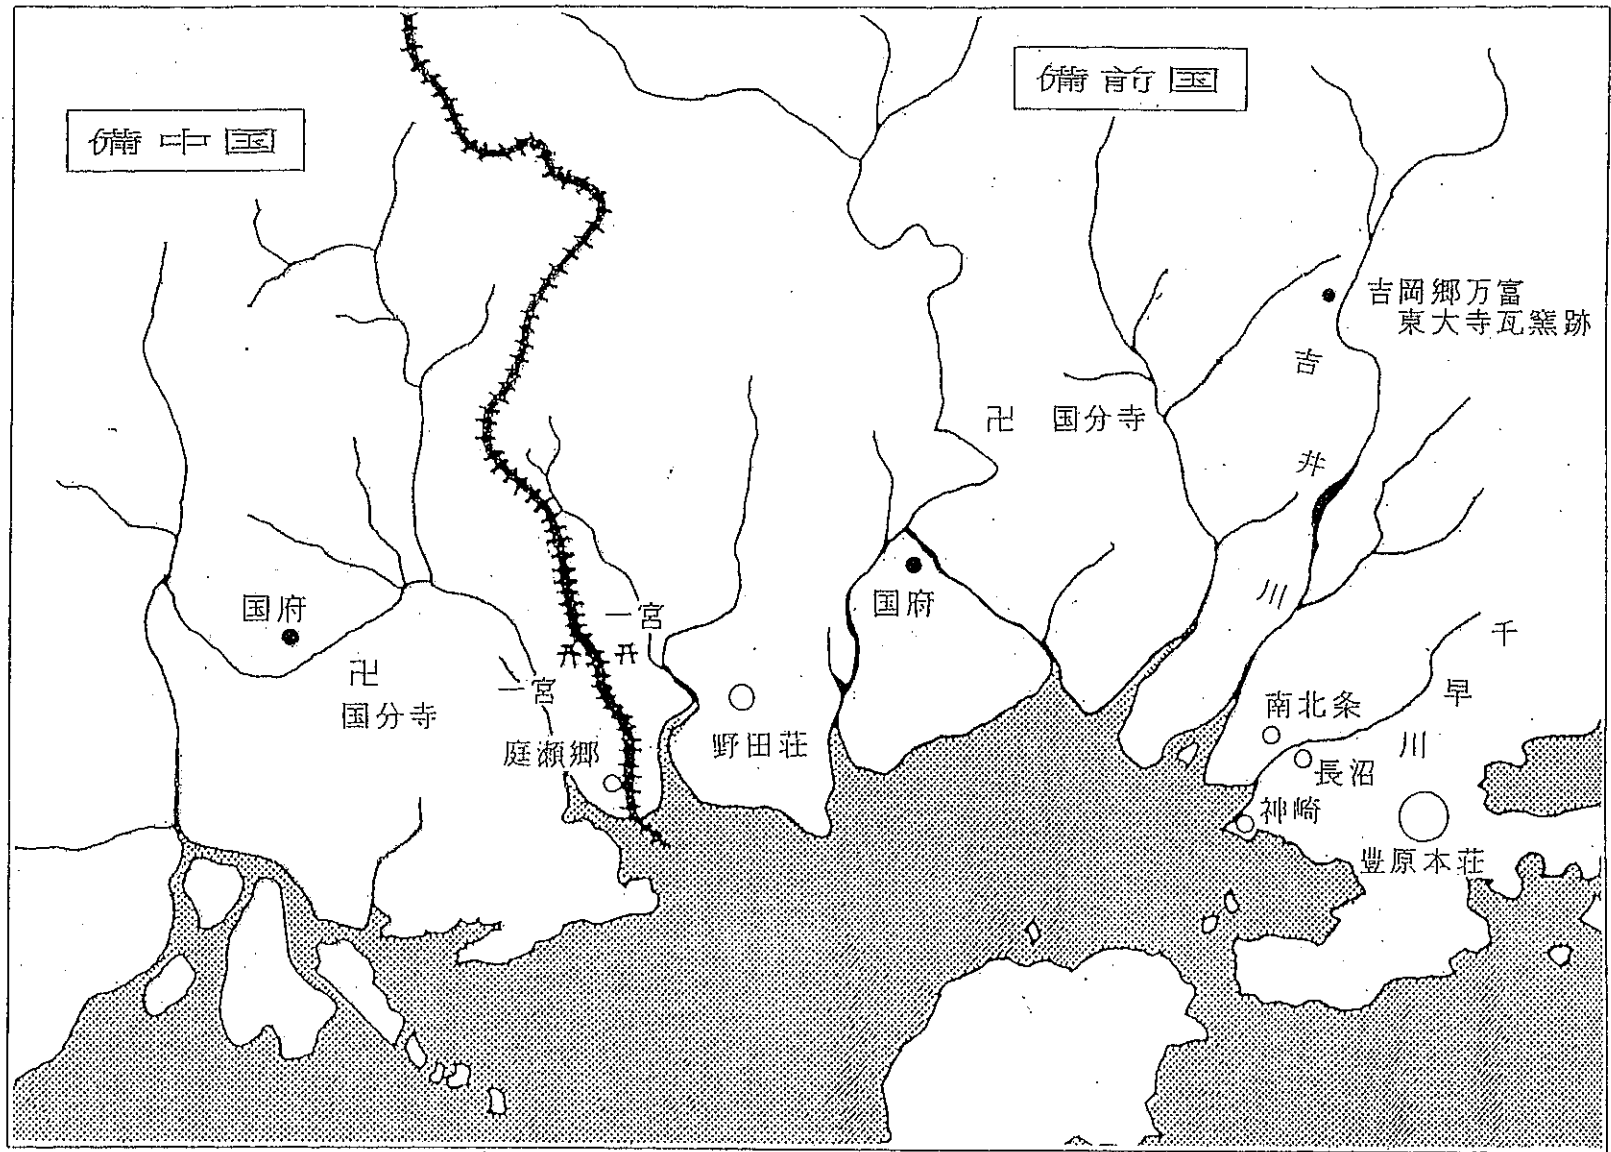 備前国
備中国
吉岡郷万富
東大寺瓦窯跡
吉井川
卍 国分寺
国府
国府
一宮
卍
国分寺
一宮
庭瀬郷
野田荘
千早川
南北条
長沼
神崎
豊原本荘